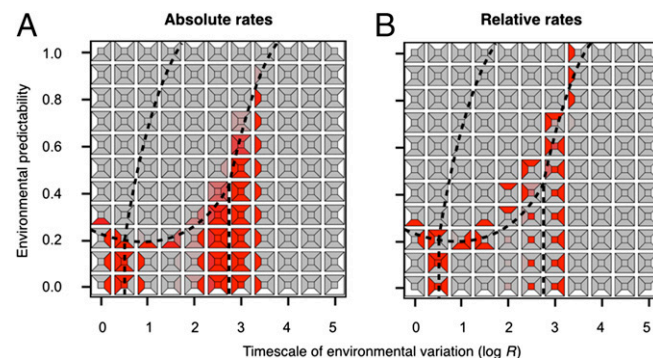 A Absolute rates
B Relative rates
Environmental predictability
1.0
0.8
0.6
0.4
0.2
0.0
0 1 2 3 4 5
0 1 2 3 4 5
Timescale of environmental variation (log R)